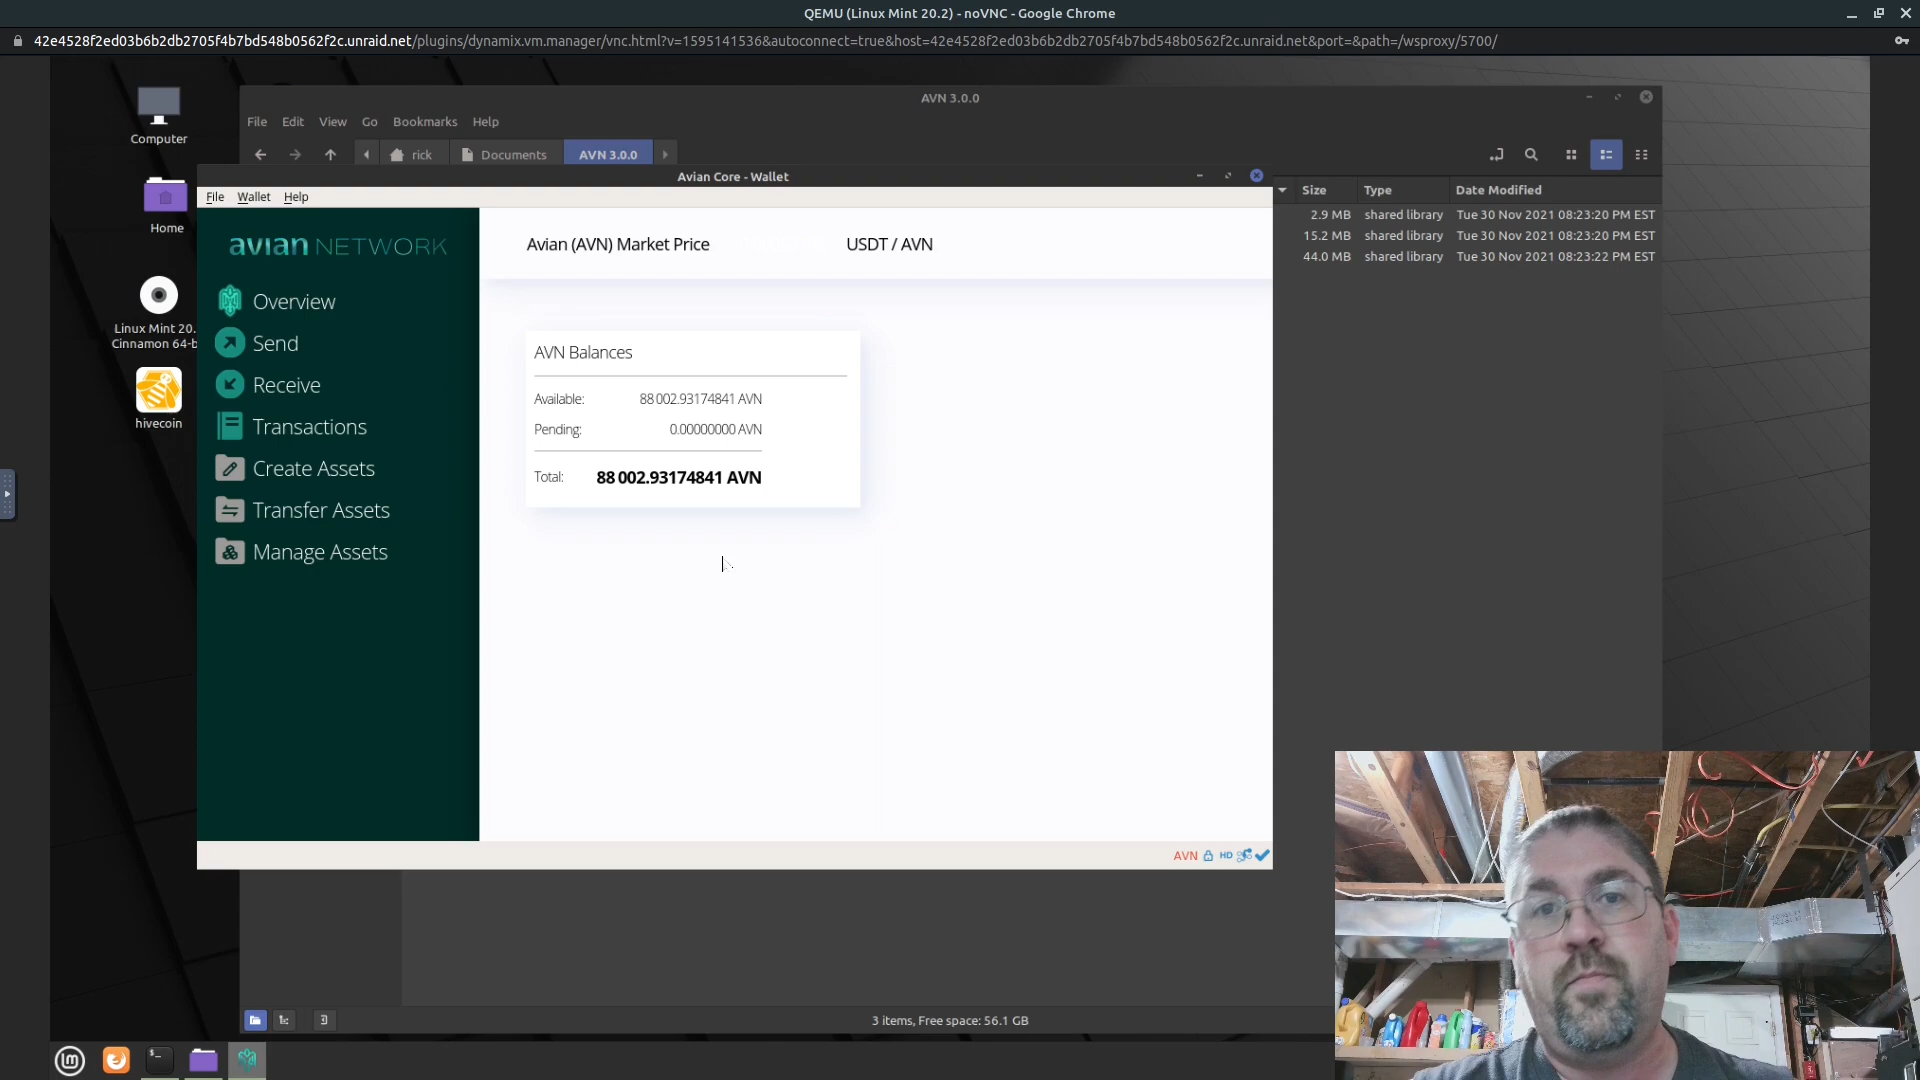 QEMU (Linux Mint 20.2) - noVNC - Google Chrome
42e4528f2ed03b6b2db2705f4b7bd548b0562f2c.unraid.net/plugins/dynamix.vm.manager/vnc.html?v=1595141536&autoconnect=true&host=42e4528f2ed03b6b2db2705f4b7bd548b0562f2c.unraid.net&port=&path=/wsproxy/5700/
AVN 3.0.0
File Edit View Go Bookmarks Help
rick Documents AVN 3.0.0
Computer
Home
Linux Mint 20.
Cinnamon 64-b
hivecoin
Avian Core - Wallet
File Wallet Help
avian NETWORK
Overview
Send
Receive
Transactions
Create Assets
Transfer Assets
Manage Assets
Avian (AVN) Market Price USDT / AVN
AVN Balances
Available: 88 002.93174841 AVN
Pending: 0.00000000 AVN
Total: 88 002.93174841 AVN
AVN HD
Size Type Date Modified
2.9 MB shared library Tue 30 Nov 2021 08:23:20 PM EST
15.2 MB shared library Tue 30 Nov 2021 08:23:20 PM EST
44.0 MB shared library Tue 30 Nov 2021 08:23:22 PM EST
3 items, Free space: 56.1 GB